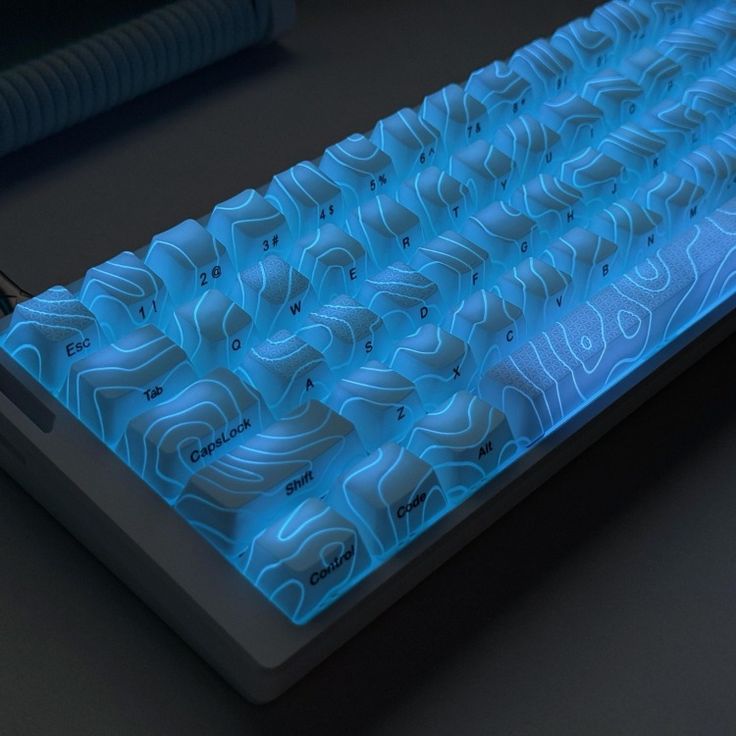 Esc 1! 2@ 3# 4$ 5% 6^ 7& 8*
Tab Q W E R T Y U I O
CapsLock A S D F G H J K
Shift Z X C V B N M
Control Code Alt